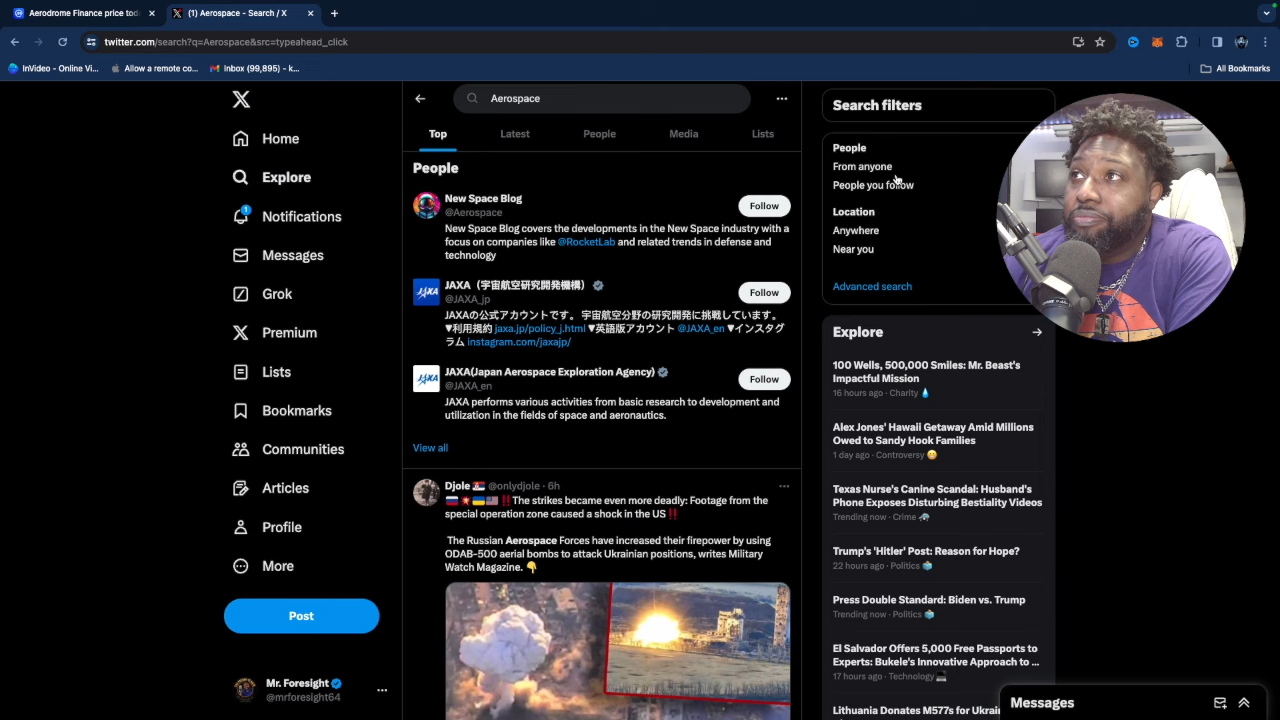 Aerodrome Finance price tod
(1) Aerospace - Search / X
twitter.com/search?q=Aerospace&src=typeahead_click
InVideo - Online Vi...
Allow a remote co...
Inbox (99,895) - k...
All Bookmarks
Aerospace
Top
Latest
People
Media
Lists
Home
Explore
1
Notifications
Messages
Grok
Premium
Lists
Bookmarks
Communities
Articles
Profile
More
Post
Mr. Foresight
@mrforesight64
People
New Space Blog
@Aerospace
Follow
New Space Blog covers the developments in the New Space industry with a
focus on companies like @RocketLab and related trends in defense and
technology
JAXA（宇宙航空研究開発機構）
@JAXA_jp
Follow
JAXAの公式アカウントです。宇宙航空分野の研究開発に挑戦しています。
▼利用規約 jaxa.jp/policy_j.html ▼英語版アカウント @JAXA_en ▼インスタグ
ラム instagram.com/jaxajp/
JAXA(Japan Aerospace Exploration Agency)
@JAXA_en
Follow
JAXA performs various activities from basic research to development and
utilization in the fields of space and aeronautics.
View all
Djole 🇷🇸 @onlydjole · 6h
🇷🇺💥🇺🇦🇺🇸‼️The strikes became even more deadly: Footage from the
special operation zone caused a shock in the US‼️
The Russian Aerospace Forces have increased their firepower by using
ODAB-500 aerial bombs to attack Ukrainian positions, writes Military
Watch Magazine. 👇
Search filters
People
From anyone
People you follow
Location
Anywhere
Near you
Advanced search
Explore
100 Wells, 500,000 Smiles: Mr. Beast's
Impactful Mission
16 hours ago · Charity 💧
Alex Jones' Hawaii Getaway Amid Millions
Owed to Sandy Hook Families
1 day ago · Controversy 🤭
Texas Nurse's Canine Scandal: Husband's
Phone Exposes Disturbing Bestiality Videos
Trending now · Crime
Trump's 'Hitler' Post: Reason for Hope?
22 hours ago · Politics 🗳️
Press Double Standard: Biden vs. Trump
Trending now · Politics 🗳️
El Salvador Offers 5,000 Free Passports to
Experts: Bukele's Innovative Approach to ...
17 hours ago · Technology 💻
Lithuania Donates M577s for Ukrain
Messages